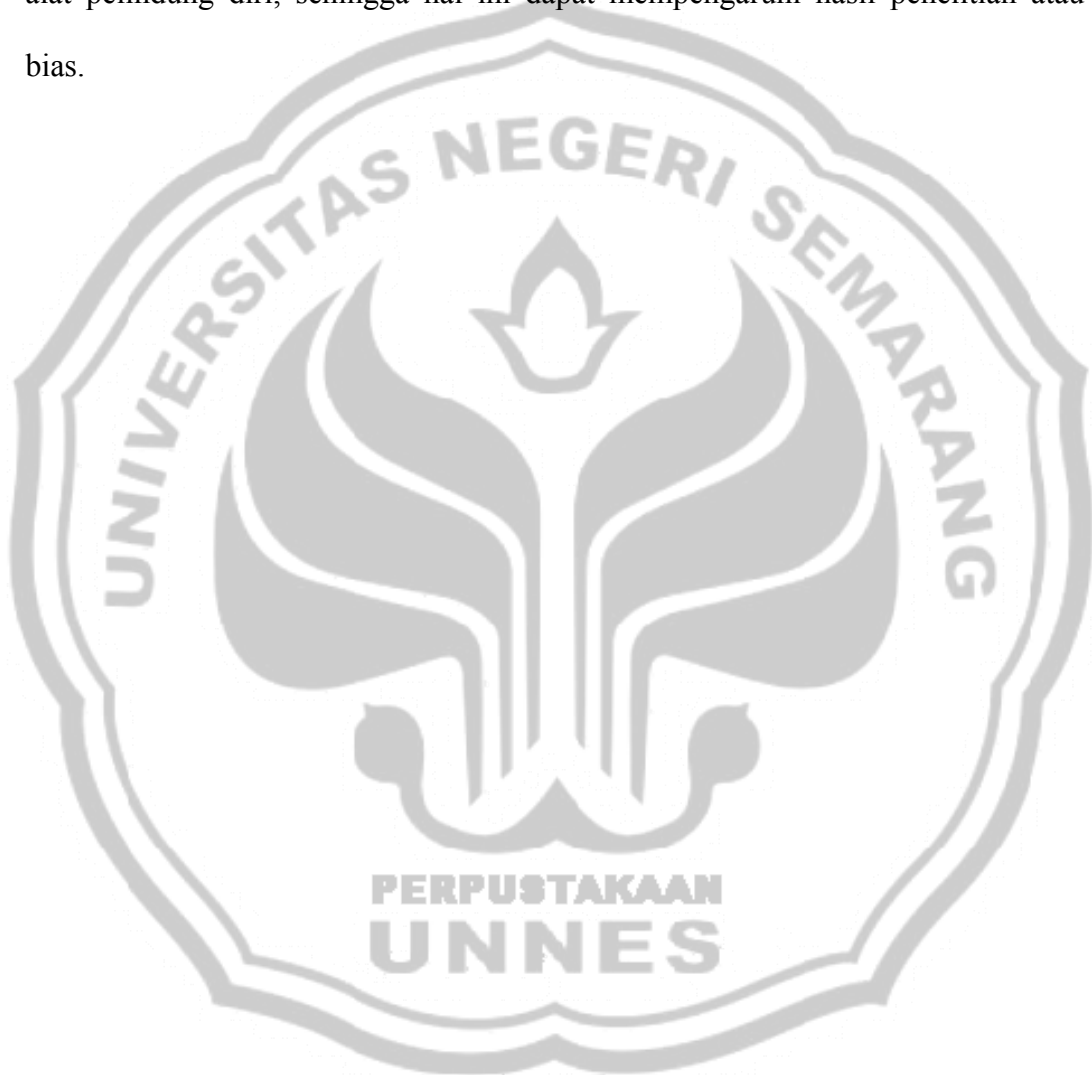 alat pelindung diri, sehingga hal ini dapat mempengaruhi hasil penelitian atau
bias.
UNIVERSITAS NEGERI SEMARANG
PERPUSTAKAAN
UNNES